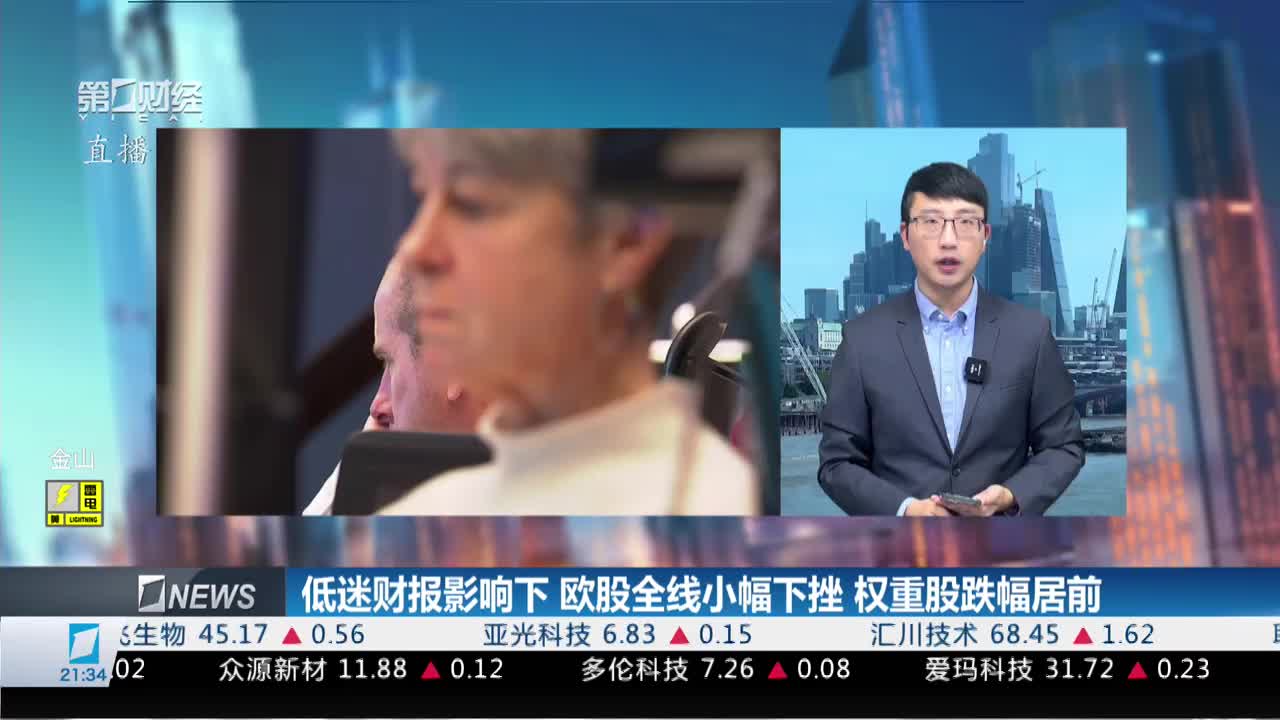 第一财经
直播
金山
雷电
黄 LIGHTNING
NEWS
低迷财报影响下 欧股全线小幅下挫 权重股跌幅居前
生物 45.17 ▲ 0.56 亚光科技 6.83 ▲ 0.15 汇川技术 68.45 ▲ 1.62
21:34
.02 众源新材 11.88 ▲ 0.12 多伦科技 7.26 ▲ 0.08 爱玛科技 31.72 ▲ 0.23